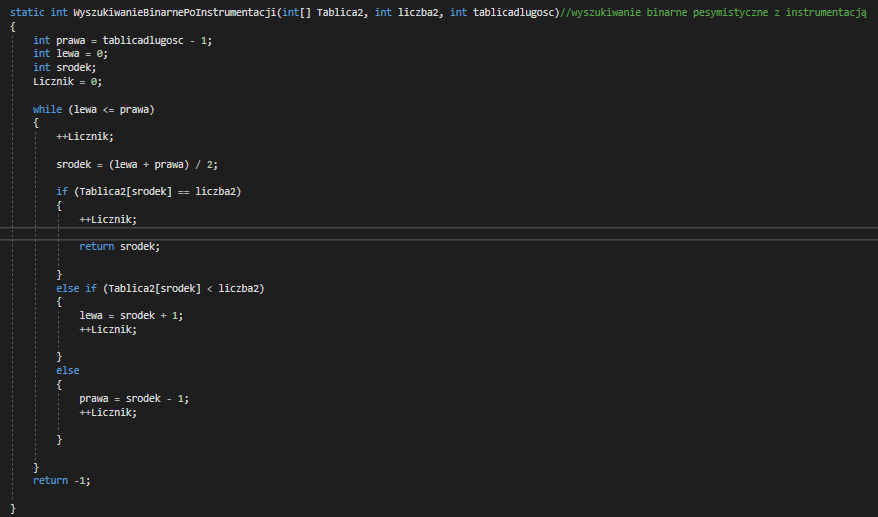 static int WyszukiwanieBinarnePoInstrumentacji(int[] Tablica2, int liczba2, int tablicadlugosc)//wyszukiwanie binarne pesymistyczne z instrumentacją
{
int prawa = tablicadlugosc - 1;
int lewa = 0;
int srodek;
Licznik = 0;
while (lewa <= prawa)
{
++Licznik;
srodek = (lewa + prawa) / 2;
if (Tablica2[srodek] == liczba2)
{
++Licznik;
return srodek;
}
else if (Tablica2[srodek] < liczba2)
{
lewa = srodek + 1;
++Licznik;
}
else
{
prawa = srodek - 1;
++Licznik;
}
}
return -1;
}